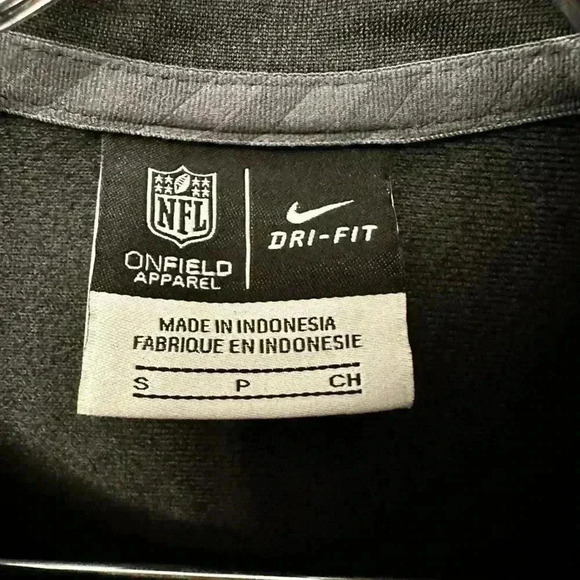 NFL
ONFIELD
APPAREL
DRI-FIT
MADE IN INDONESIA
FABRIQUE EN INDONESIE
S P CH